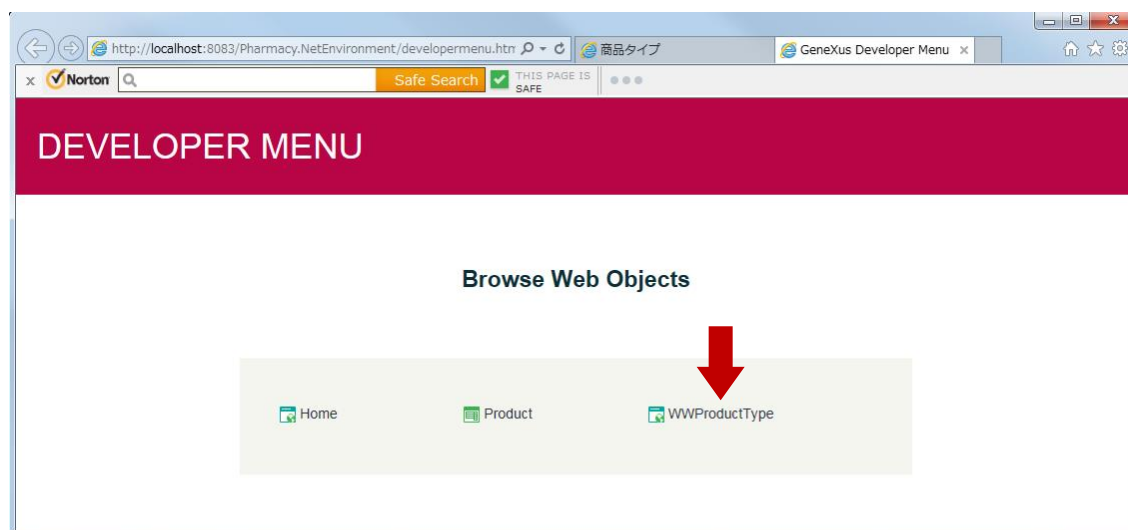 http://localhost:8083/Pharmacy.NetEnvironment/developermenu.htm
商品タイプ
GeneXus Developer Menu
x Norton
Safe Search
THIS PAGE IS
SAFE
DEVELOPER MENU
Browse Web Objects
Home
Product
WWProductType